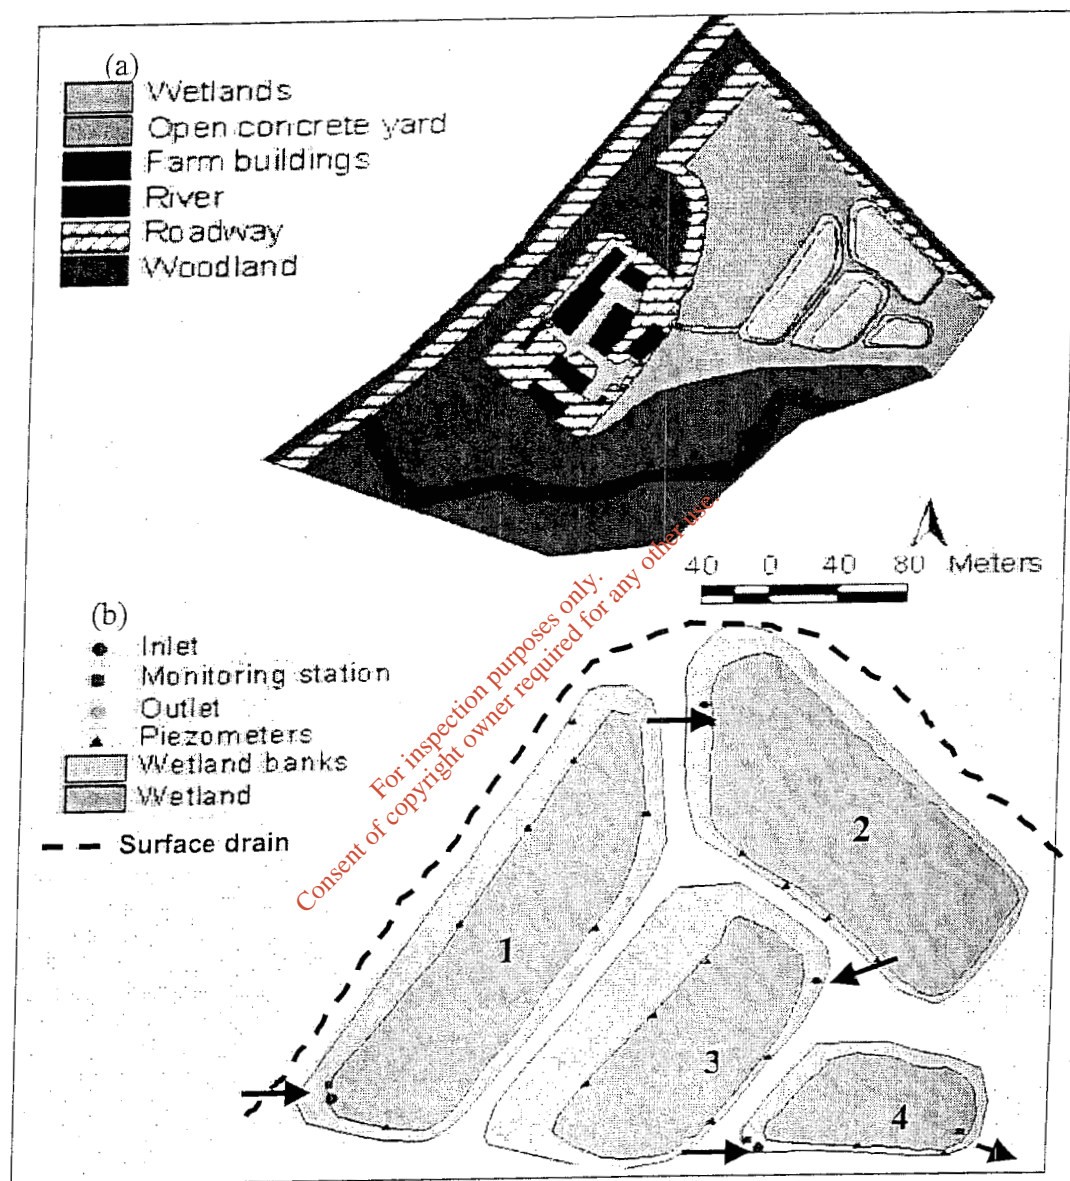 (a)
Wetlands
Open concrete yard
Farm buildings
River
Roadway
Woodland
40 0 40 80 Meters
(b)
Inlet
Monitoring station
Outlet
Piezometers
Wetland banks
Wetland
Surface drain
For inspection purposes only.
Consent of copyright owner required for any other use.
1
2
3
4